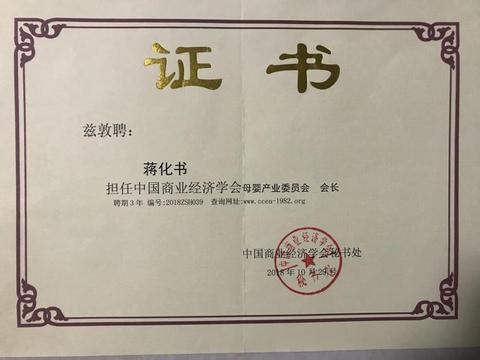 证 书
兹敦聘:
蒋化书
担任中国商业经济学会母婴产业委员会 会长
聘期3年 编号:2018ZSH039 查询网址:www.ccea-1982.org
中国商业经济学会秘书处
2018年10月29日